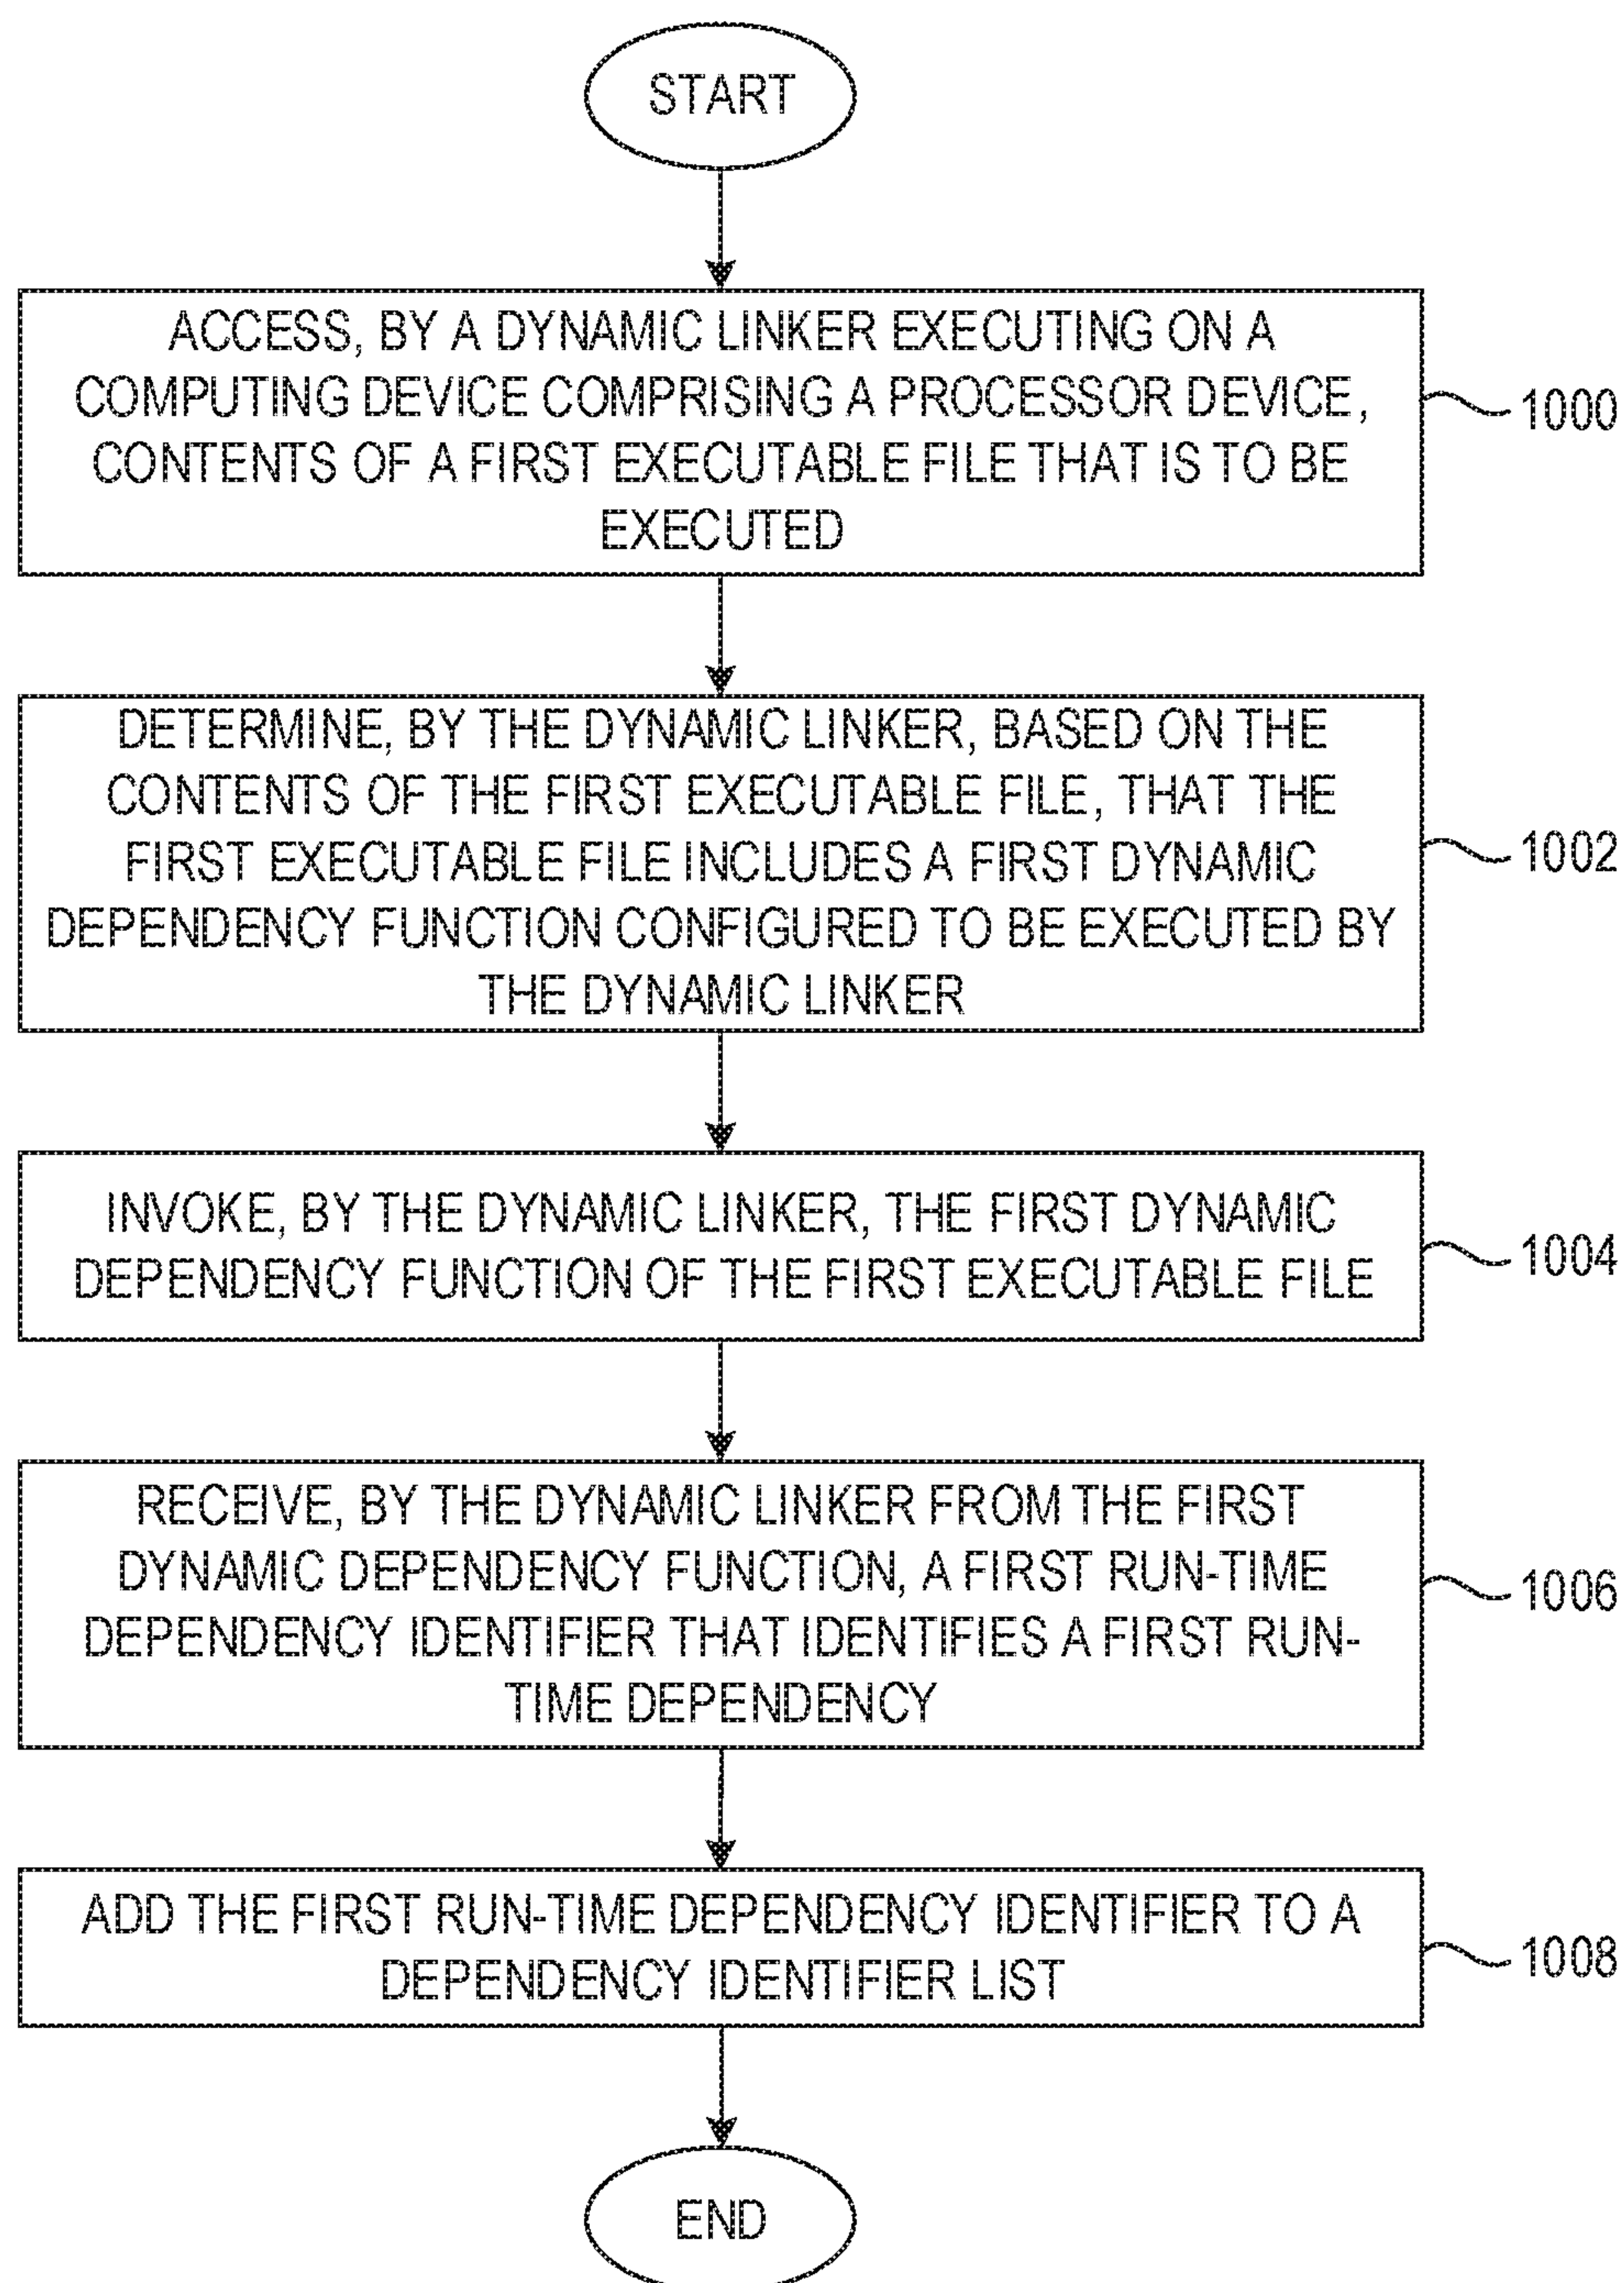 START
ACCESS, BY A DYNAMIC LINKER EXECUTING ON A
COMPUTING DEVICE COMPRISING A PROCESSOR DEVICE,
CONTENTS OF A FIRST EXECUTABLE FILE THAT IS TO BE
EXECUTED
1000
DETERMINE, BY THE DYNAMIC LINKER, BASED ON THE
CONTENTS OF THE FIRST EXECUTABLE FILE, THAT THE
FIRST EXECUTABLE FILE INCLUDES A FIRST DYNAMIC
DEPENDENCY FUNCTION CONFIGURED TO BE EXECUTED BY
THE DYNAMIC LINKER
1002
INVOKE, BY THE DYNAMIC LINKER, THE FIRST DYNAMIC
DEPENDENCY FUNCTION OF THE FIRST EXECUTABLE FILE
1004
RECEIVE, BY THE DYNAMIC LINKER FROM THE FIRST
DYNAMIC DEPENDENCY FUNCTION, A FIRST RUN-TIME
DEPENDENCY IDENTIFIER THAT IDENTIFIES A FIRST RUN-
TIME DEPENDENCY
1006
ADD THE FIRST RUN-TIME DEPENDENCY IDENTIFIER TO A
DEPENDENCY IDENTIFIER LIST
1008
END